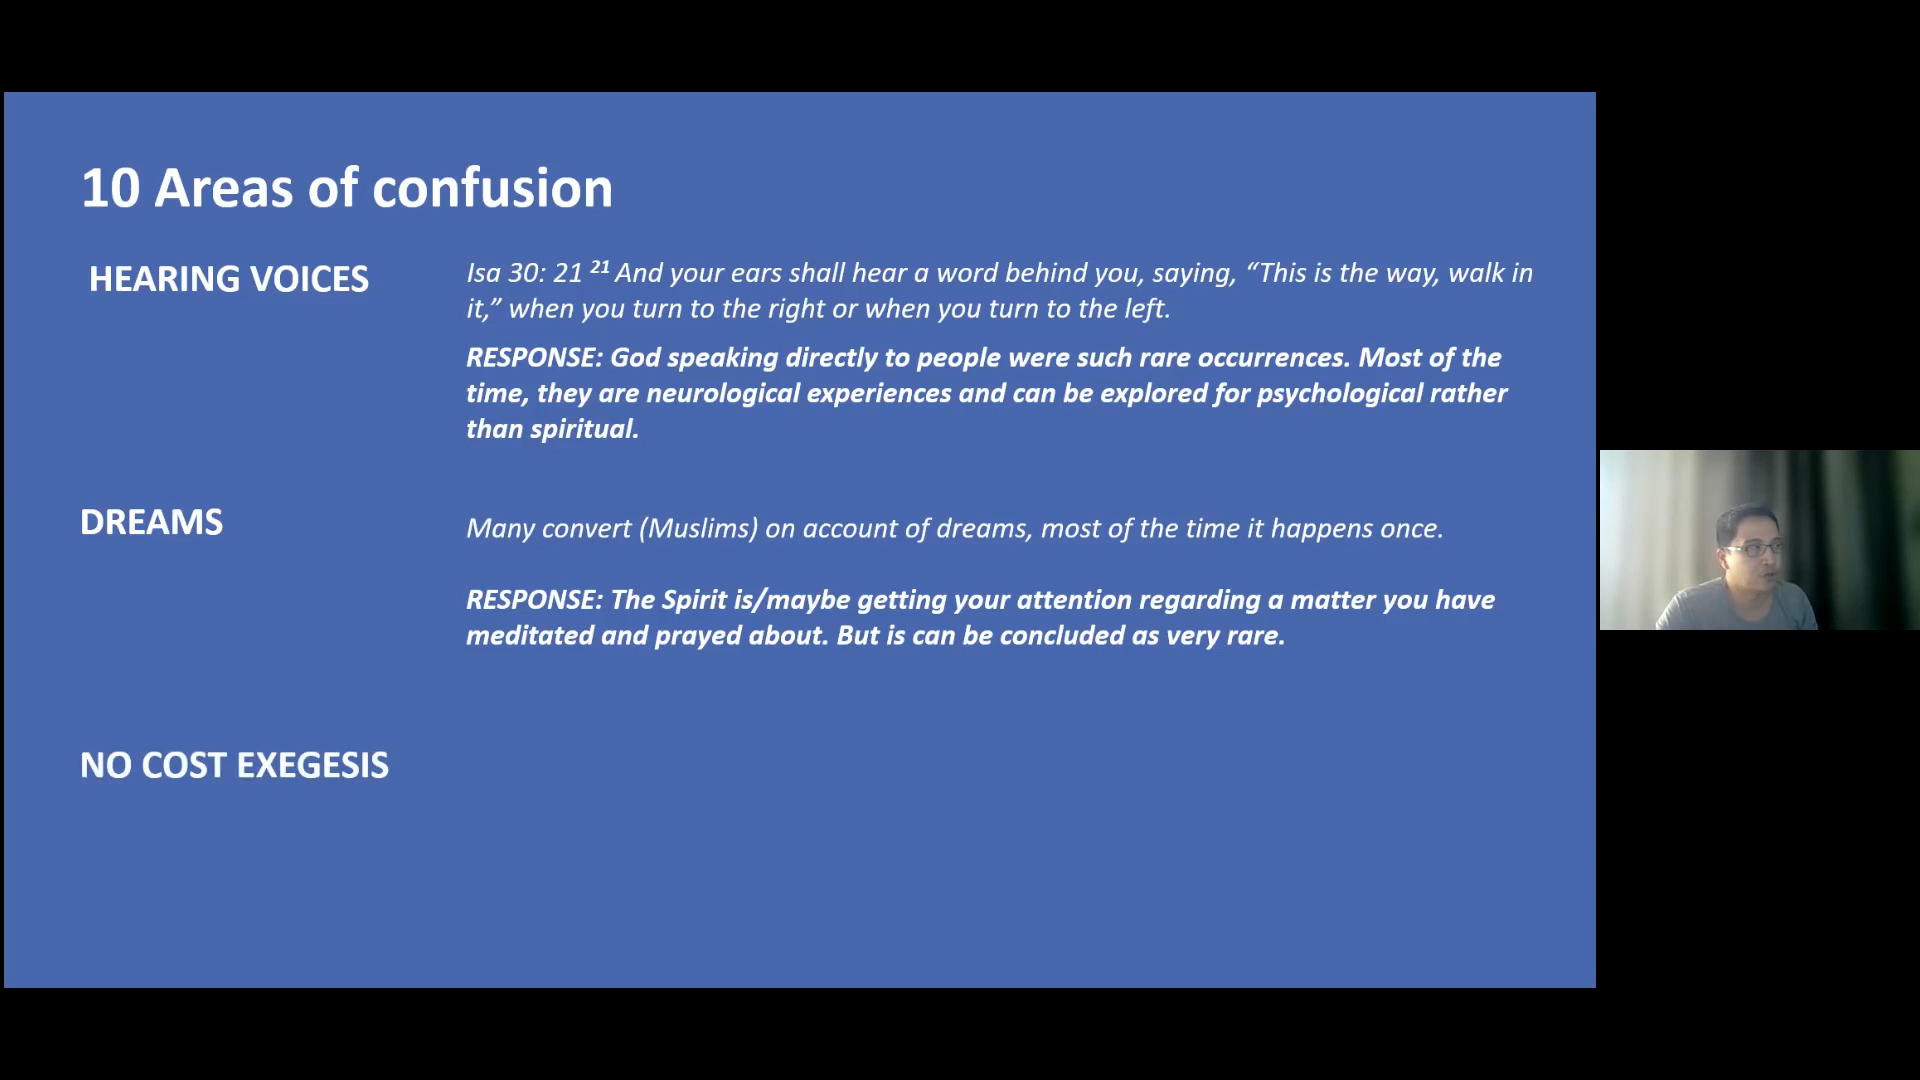 10 Areas of confusion
HEARING VOICES
Isa 30: 21 21 And your ears shall hear a word behind you, saying, “This is the way, walk in
it,” when you turn to the right or when you turn to the left.
RESPONSE: God speaking directly to people were such rare occurrences. Most of the
time, they are neurological experiences and can be explored for psychological rather
than spiritual.
DREAMS
Many convert (Muslims) on account of dreams, most of the time it happens once.
RESPONSE: The Spirit is/maybe getting your attention regarding a matter you have
meditated and prayed about. But is can be concluded as very rare.
NO COST EXEGESIS